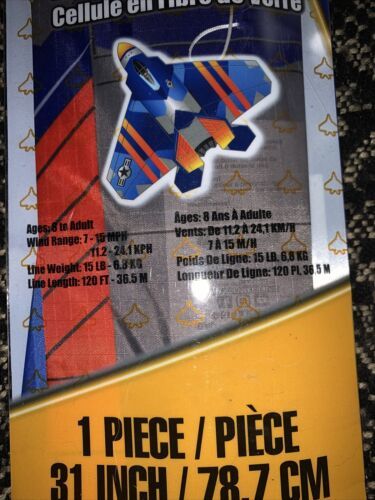 Cellule en Fibre de Verre
Ages: 8 to Adult
Wind Range: 7 - 15 MPH
11.2 - 24.1 KPH
Line Weight: 15 LB - 6.8 KG
Line Length: 120 FT - 36.5 M
Âges: 8 Ans À Adulte
Vents: De 11.2 À 24,1 KM/H
7 À 15 M/H
Poids De Ligne: 15 LB, 6,8 KG
Longueur De Ligne: 120 PI, 36.5 M
1 PIECE / PIÈCE
31 INCH / 78.7 CM